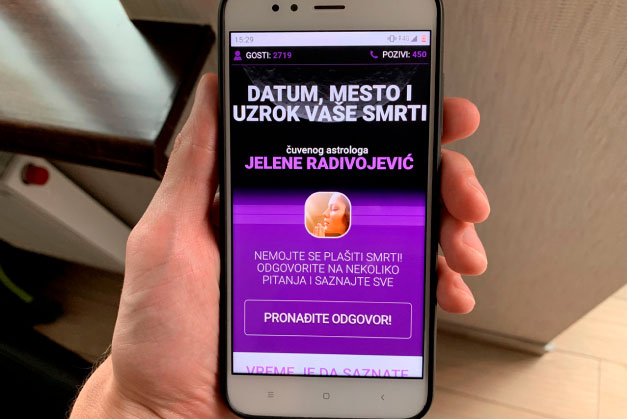 15:29
GOSTI: 2719 POZIVI: 450
DATUM, MESTO I
UZROK VAŠE SMRTI
čuvenog astrologa
JELENE RADIVOJEVIĆ
NEMOJTE SE PLAŠITI SMRTI!
ODGOVORITE NA NEKOLIKO
PITANJA I SAZNAJTE SVE
PRONAĐITE ODGOVOR!
VREME JE DA SAZNATE